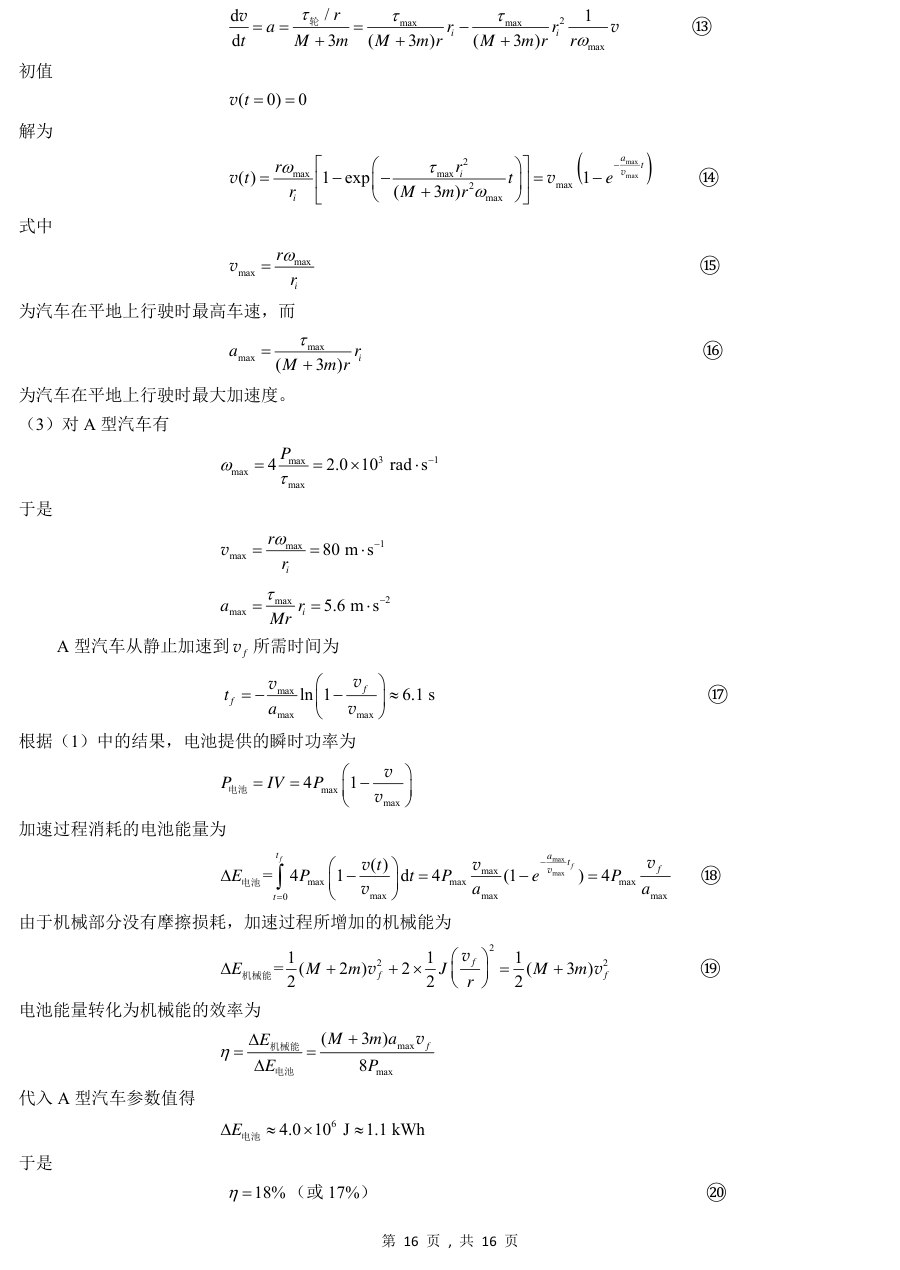 dv/dt = a = (τ轮 / r)/(M + 3m) = τmax/((M + 3m)r) ri − τmax/((M + 3m)r) ri² 1/(rωmax) v ⑬
初值
v(t = 0) = 0
解为
v(t) = rωmax/ri [1 − exp(− τmax ri²/((M + 3m)r²ωmax) t)] = vmax (1 − e^(−(amax/vmax) t)) ⑭
式中
vmax = rωmax/ri ⑮
为汽车在平地上行驶时最高车速，而
amax = τmax/((M + 3m)r) ri ⑯
为汽车在平地上行驶时最大加速度。
（3）对 A 型汽车有
ωmax = 4 Pmax/τmax = 2.0 × 10³ rad · s⁻¹
于是
vmax = rωmax/ri = 80 m · s⁻¹
amax = τmax/(Mr) ri = 5.6 m · s⁻²
A 型汽车从静止加速到 vf 所需时间为
tf = − vmax/amax ln(1 − vf/vmax) ≈ 6.1 s ⑰
根据（1）中的结果，电池提供的瞬时功率为
P电池 = IV = 4Pmax (1 − v/vmax)
加速过程消耗的电池能量为
ΔE电池 = ∫_(t=0)^(tf) 4Pmax (1 − v(t)/vmax) dt = 4Pmax vmax/amax (1 − e^(−(amax/vmax) tf)) = 4Pmax vf/amax ⑱
由于机械部分没有摩擦损耗，加速过程所增加的机械能为
ΔE机械能 = 1/2 (M + 2m)vf² + 2 × 1/2 J (vf/r)² = 1/2 (M + 3m)vf² ⑲
电池能量转化为机械能的效率为
η = ΔE机械能/ΔE电池 = (M + 3m)amax vf/(8Pmax)
代入 A 型汽车参数值得
ΔE电池 ≈ 4.0 × 10⁶ J ≈ 1.1 kWh
于是
η = 18% （或 17%） ⑳
第 16 页 , 共 16 页